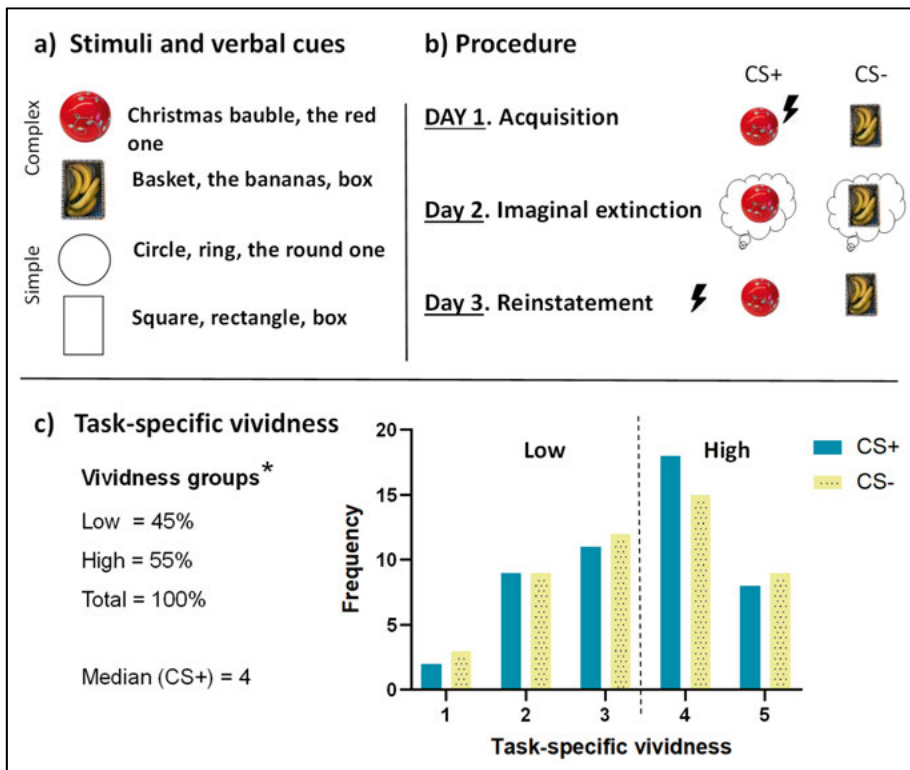 a) Stimuli and verbal cues
Complex
Christmas bauble, the red
one
Basket, the bananas, box
Simple
Circle, ring, the round one
Square, rectangle, box
b) Procedure
CS+ CS-
DAY 1. Acquisition
Day 2. Imaginal extinction
Day 3. Reinstatement
c) Task-specific vividness
Vividness groups*
Low = 45%
High = 55%
Total = 100%
Median (CS+) = 4
Low High
CS+
CS-
Frequency
20
15
10
5
0
1 2 3 4 5
Task-specific vividness